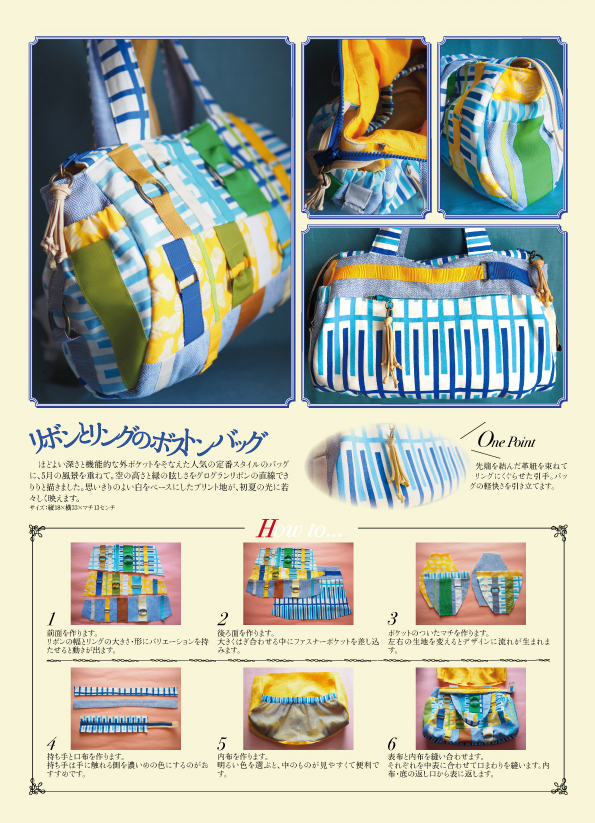 リボンとリングのボストンバッグ
ほどよい深さと機能的な外ポケットをそなえた人気の定番スタイルのバッグ
に、5月の風景を重ねて。空の高さと緑の眩しさをグログランリボンの直線でき
りりと描きました。思いきりのよい白をベースにしたプリント地が、初夏の光に若
々しく映えます。
サイズ:縦18×横33×マチ13センチ
One Point
先端を結んだ革紐を束ねて
リングにくぐらせた引手。バッ
グの軽快さを引き立てます。
How to...
1
前面を作ります。
リボンの幅とリングの大きさ・形にバリエーションを持
たせると動きが出ます。
2
後ろ面を作ります。
大きくはぎ合わせる中にファスナーポケットを差し込
みます。
3
ポケットのついたマチを作ります。
左右の生地を変えるとデザインに流れが生まれま
す。
4
持ち手と口布を作ります。
持ち手は手に触れる側を濃いめの色にするのがお
すすめです。
5
内布を作ります。
明るい色を選ぶと、中のものが見やすくて便利で
す。
6
表布と内布を縫い合わせます。
それぞれを中表に合わせて口まわりを縫います。内
布・底の返し口から表に返します。